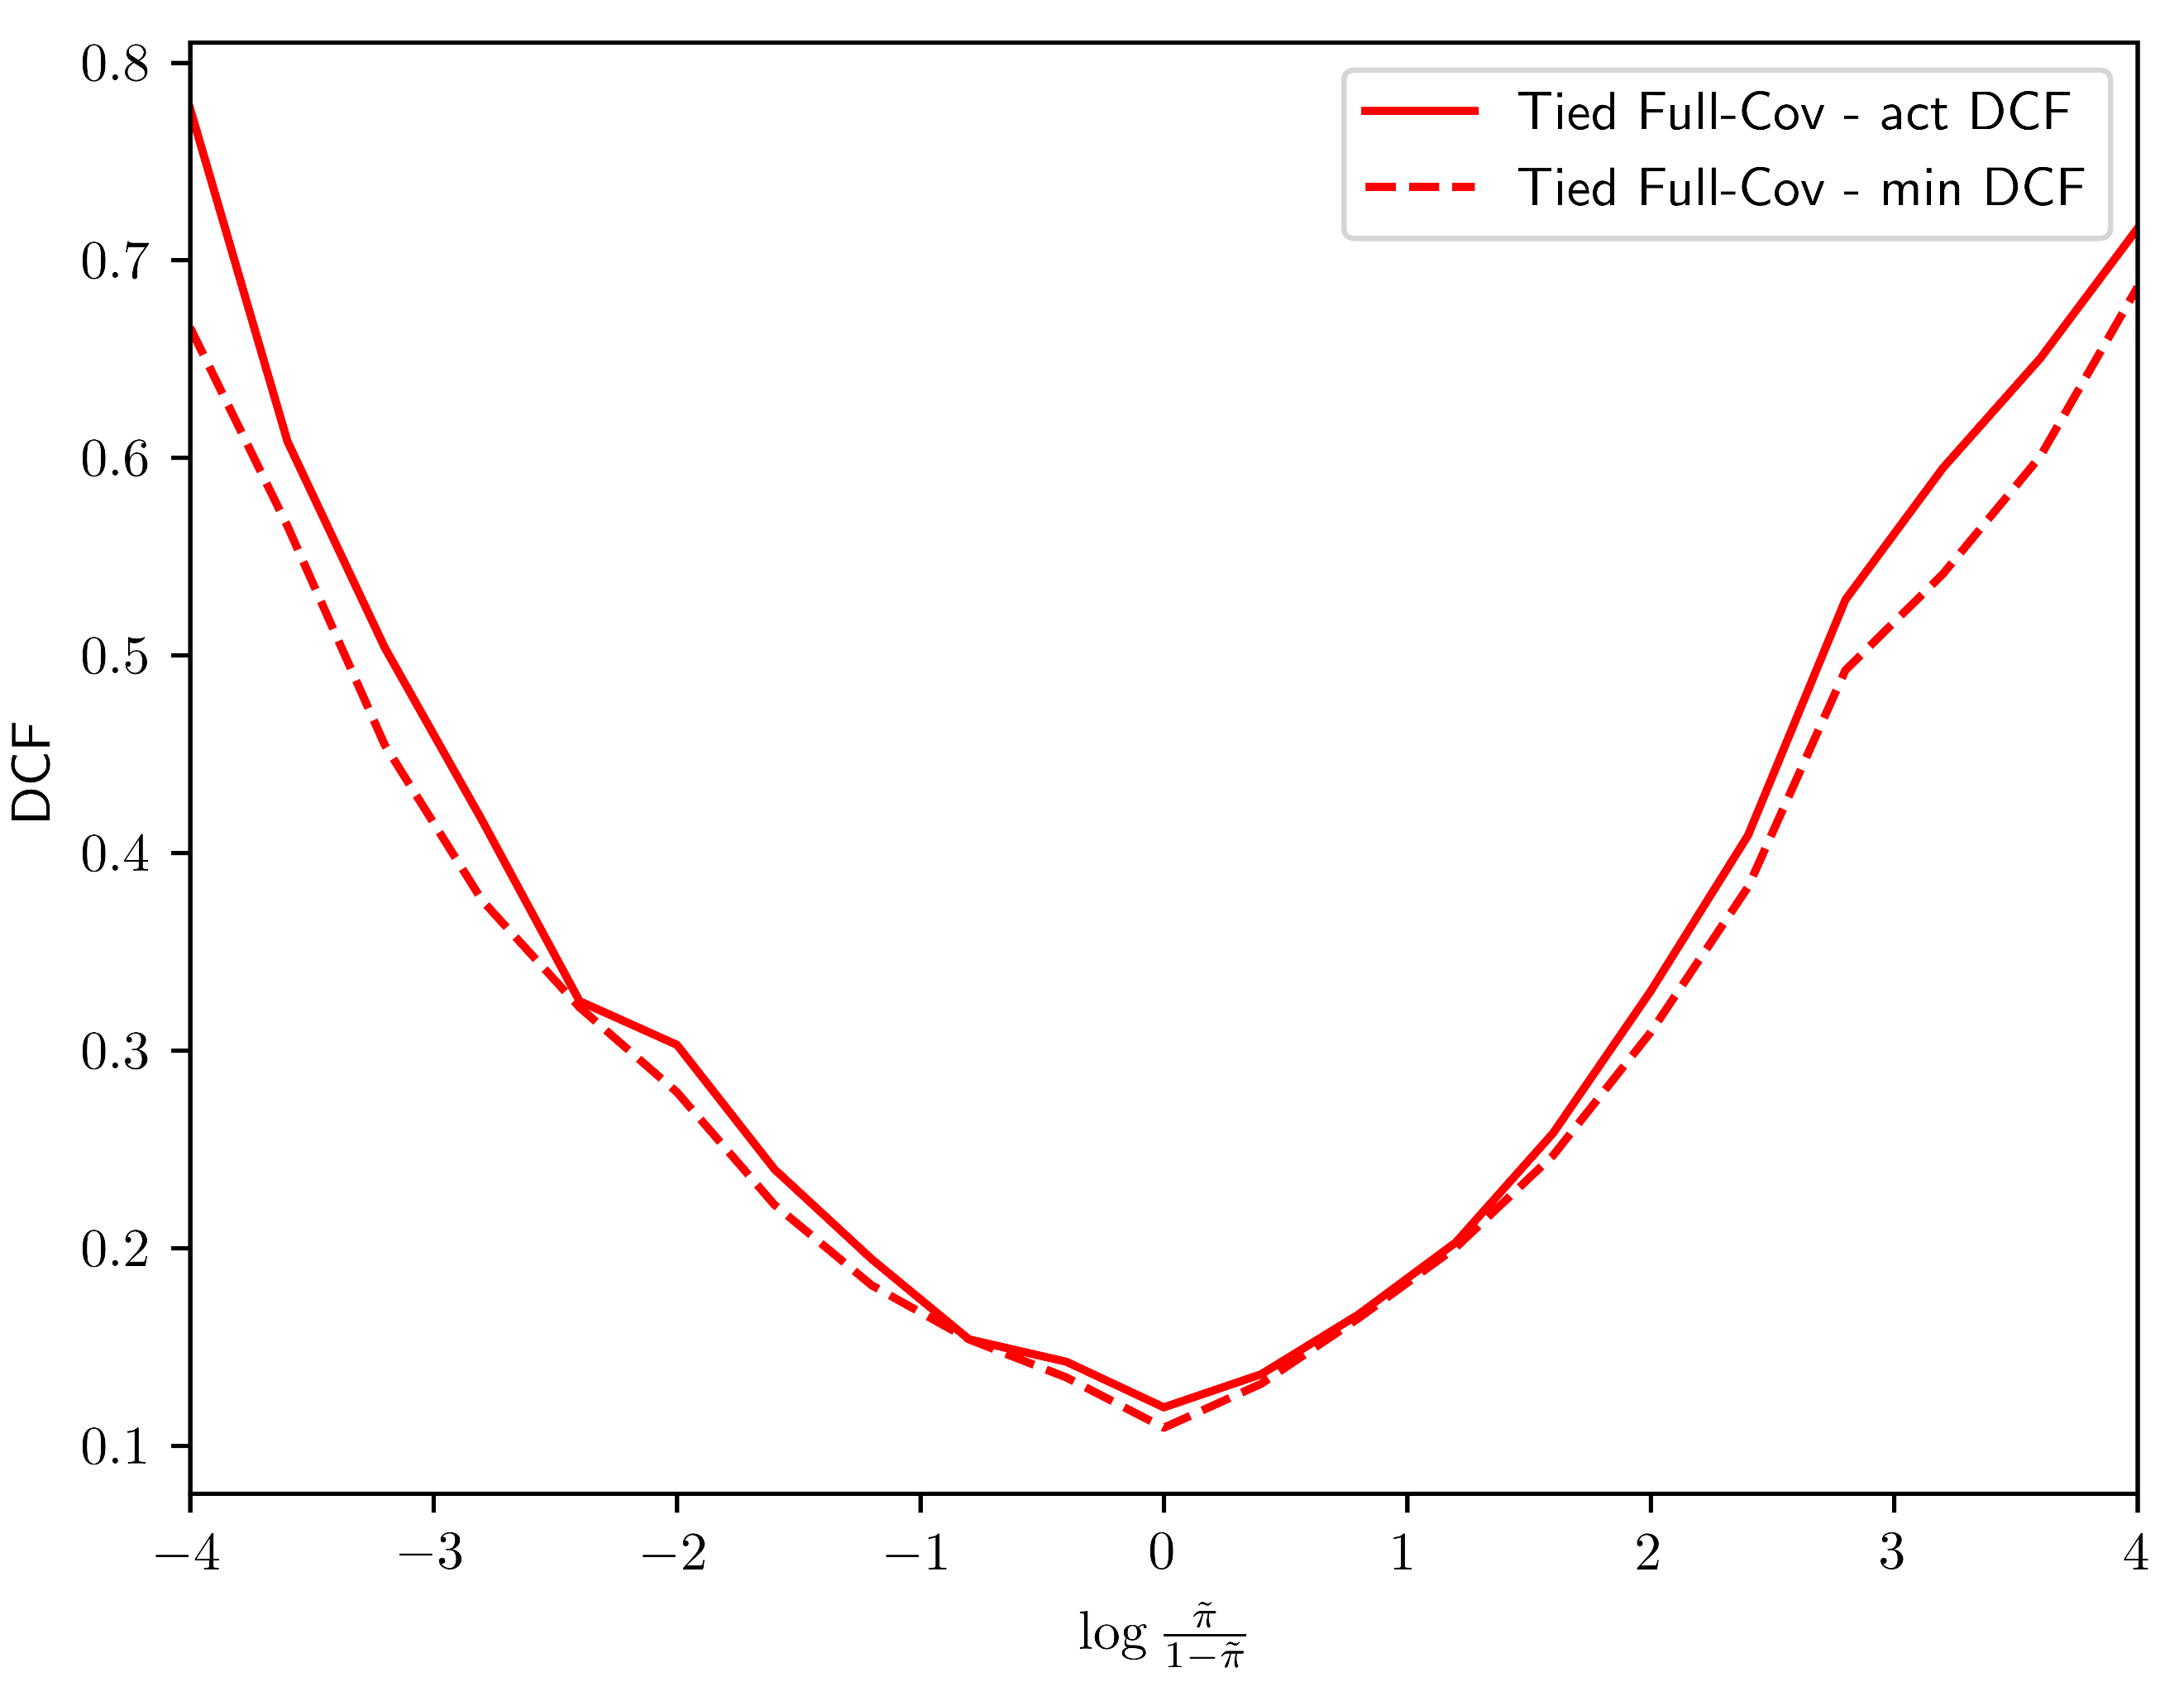 0.8
0.7
0.6
0.5
0.4
0.3
0.2
0.1
DCF
Tied Full-Cov - act DCF
Tied Full-Cov - min DCF
−4 −3 −2 −1 0 1 2 3 4
log π̃/1−π̃